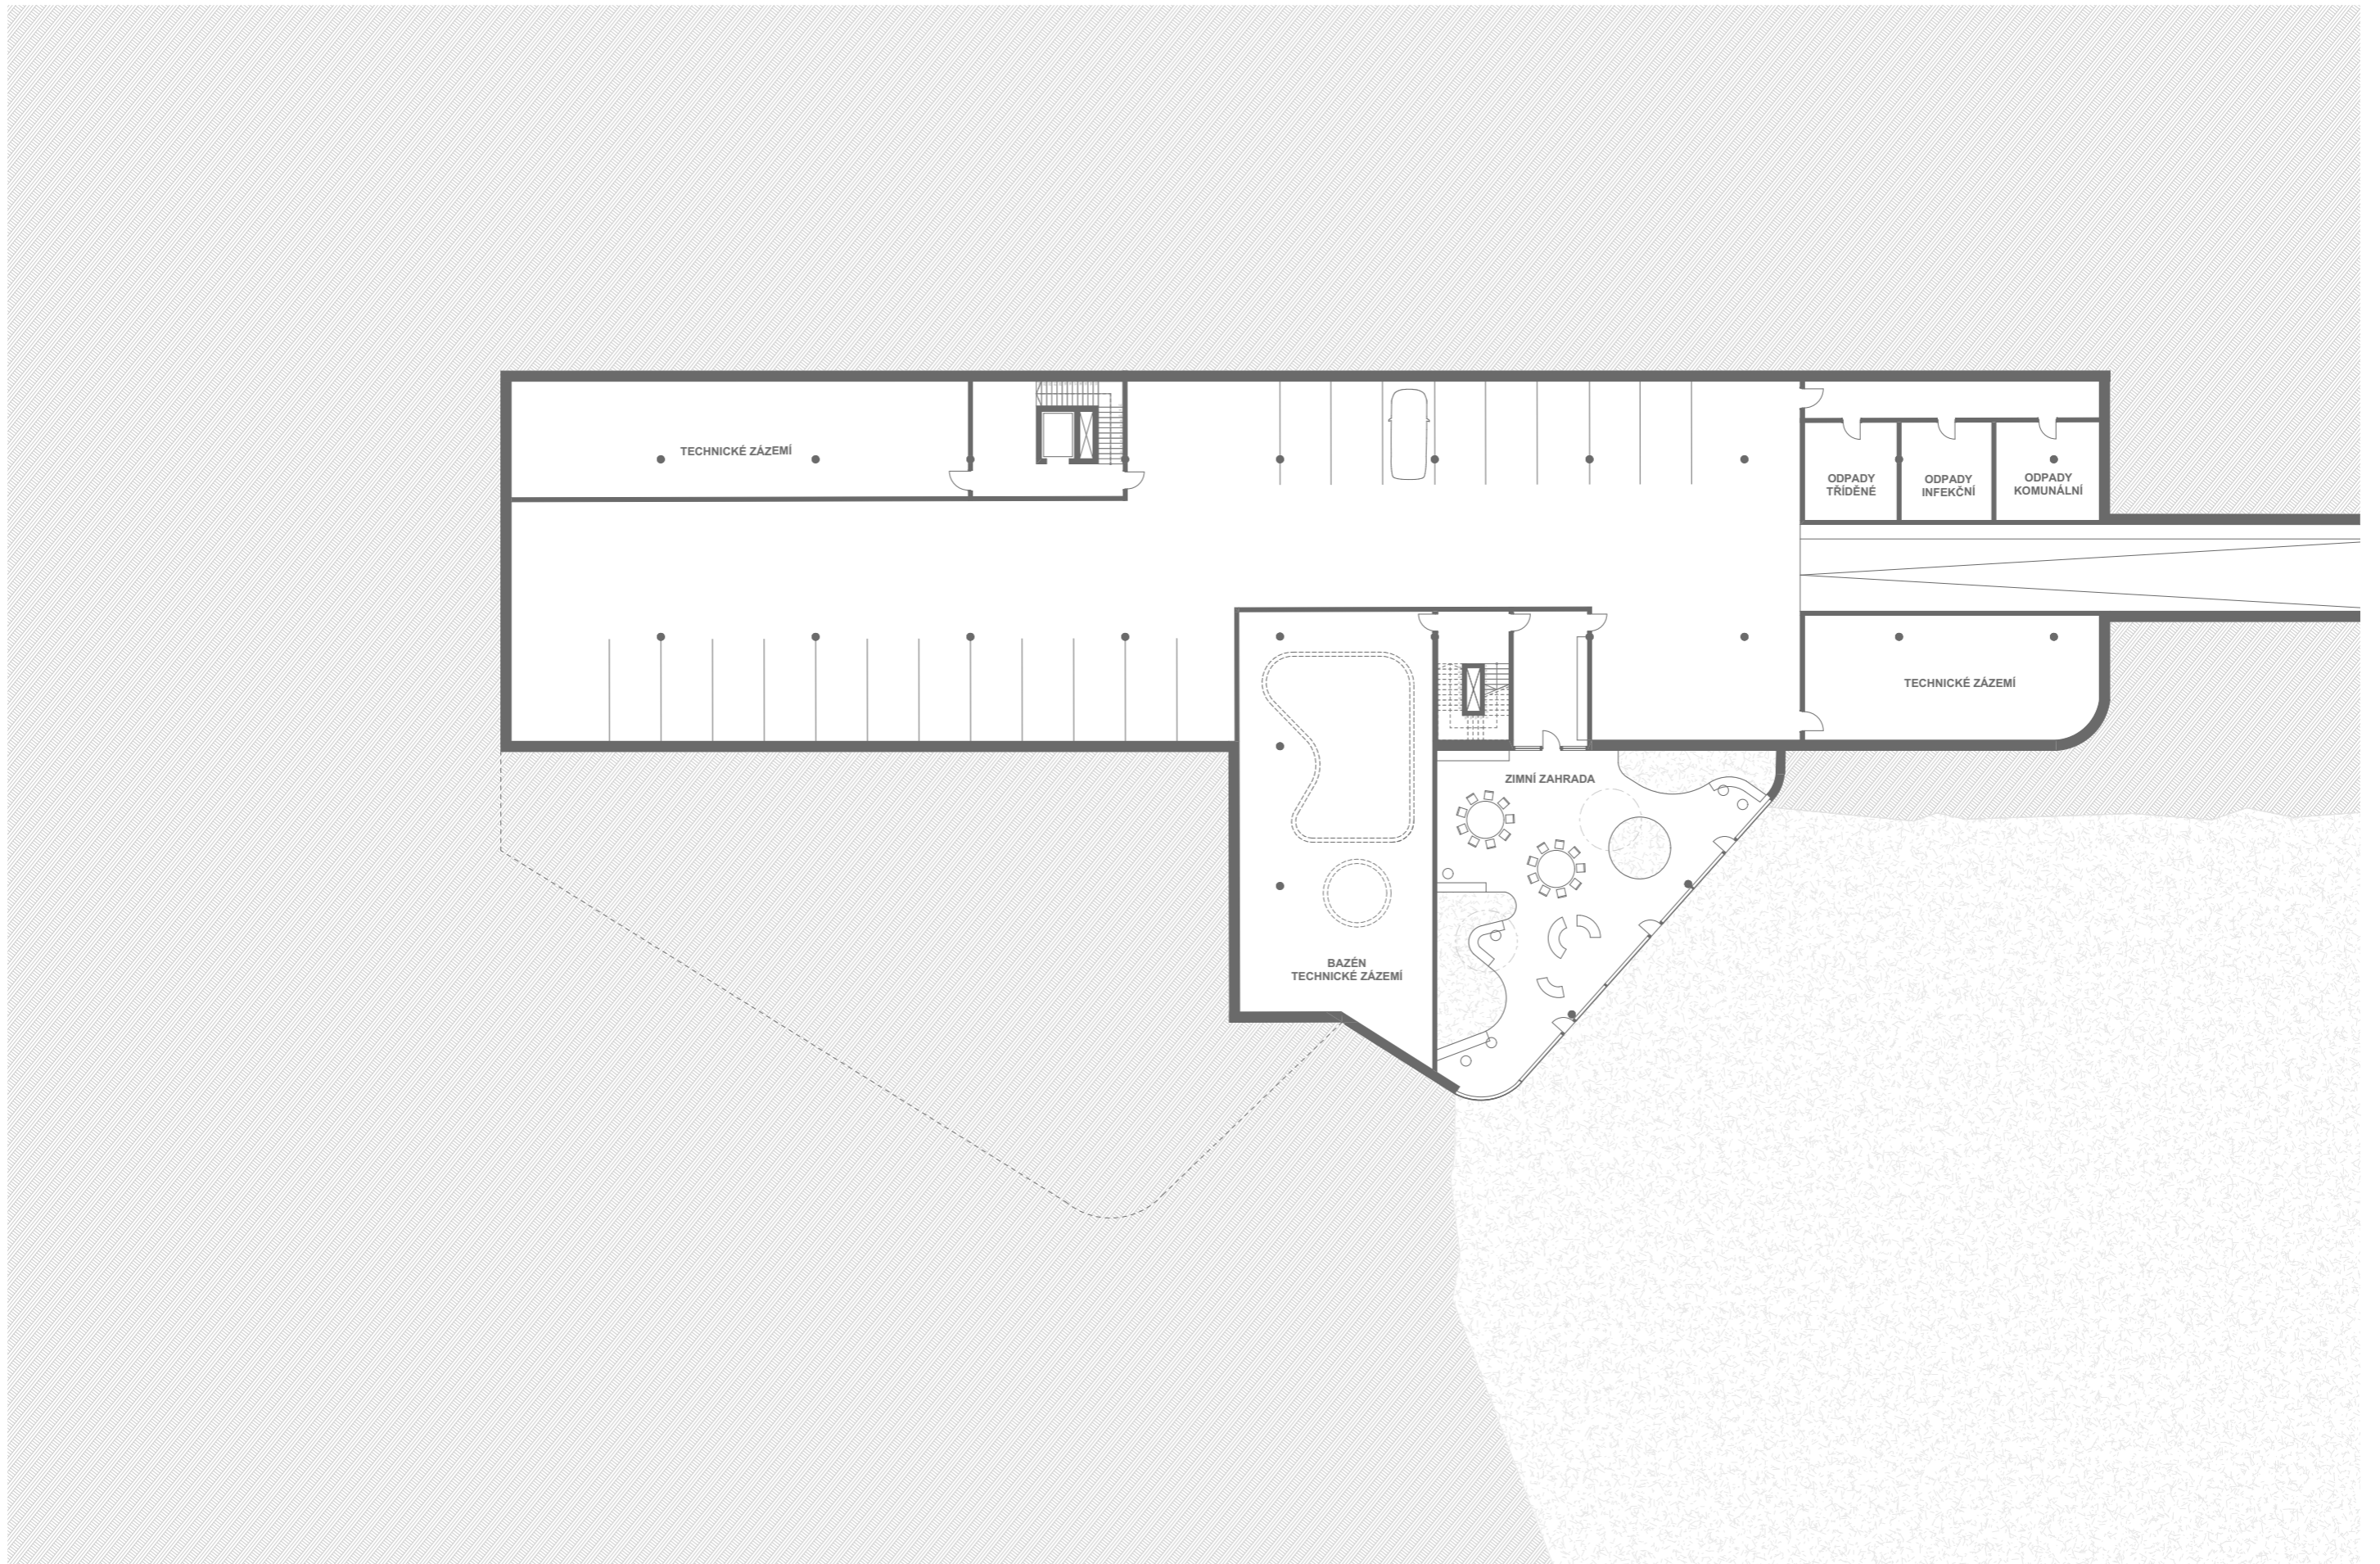 TECHNICKÉ ZÁZEMÍ
ODPADY
TŘÍDĚNÉ
ODPADY
INFEKČNÍ
ODPADY
KOMUNÁLNÍ
TECHNICKÉ ZÁZEMÍ
ZIMNÍ ZAHRADA
BAZÉN
TECHNICKÉ ZÁZEMÍ